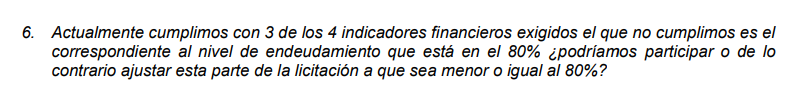 6. Actualmente cumplimos con 3 de los 4 indicadores financieros exigidos el que no cumplimos es el
correspondiente al nivel de endeudamiento que está en el 80% ¿podríamos participar o de lo
contrario ajustar esta parte de la licitación a que sea menor o igual al 80%?